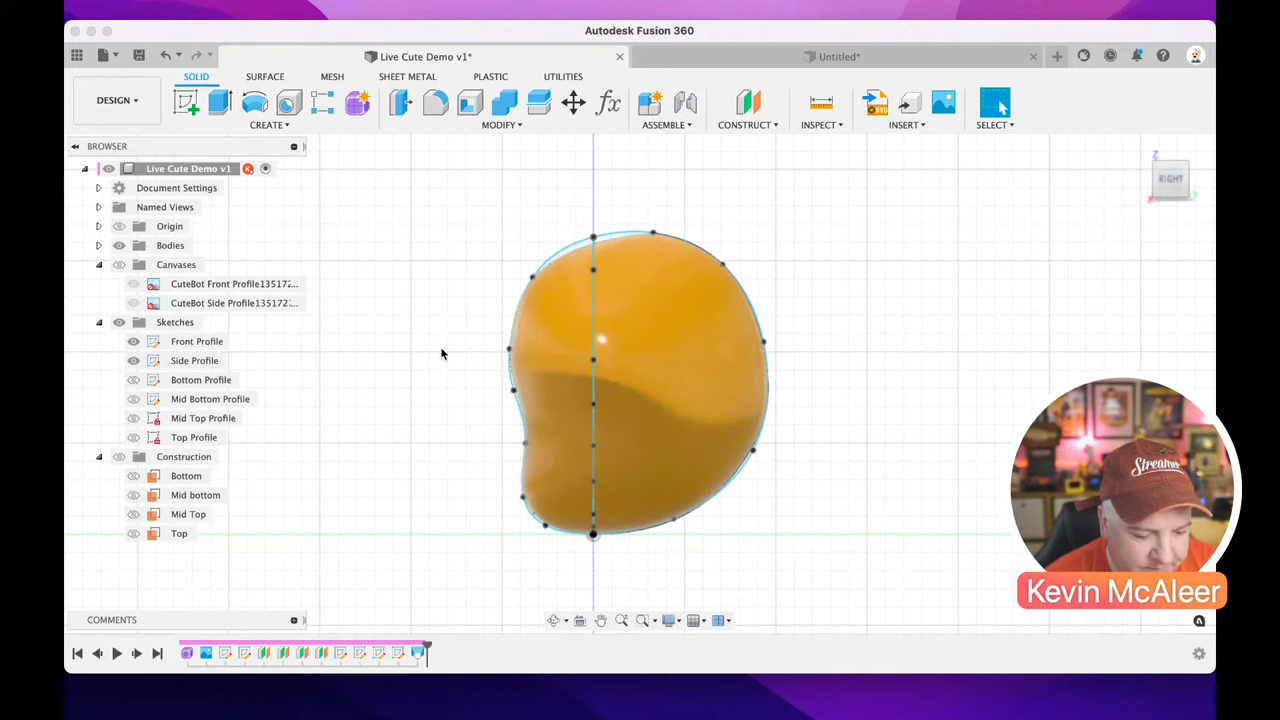 Autodesk Fusion 360
Live Cute Demo v1*
Untitled*
SOLID SURFACE MESH SHEET METAL PLASTIC UTILITIES
DESIGN
CREATE MODIFY ASSEMBLE CONSTRUCT INSPECT INSERT SELECT
BROWSER
Live Cute Demo v1
Document Settings
Named Views
Origin
Bodies
Canvases
CuteBot Front Profile13517...
CuteBot Side Profile13517...
Sketches
Front Profile
Side Profile
Bottom Profile
Mid Bottom Profile
Mid Top Profile
Top Profile
Construction
Bottom
Mid bottom
Mid Top
Top
COMMENTS
Z
RIGHT
X
Streamer
Kevin McAleer